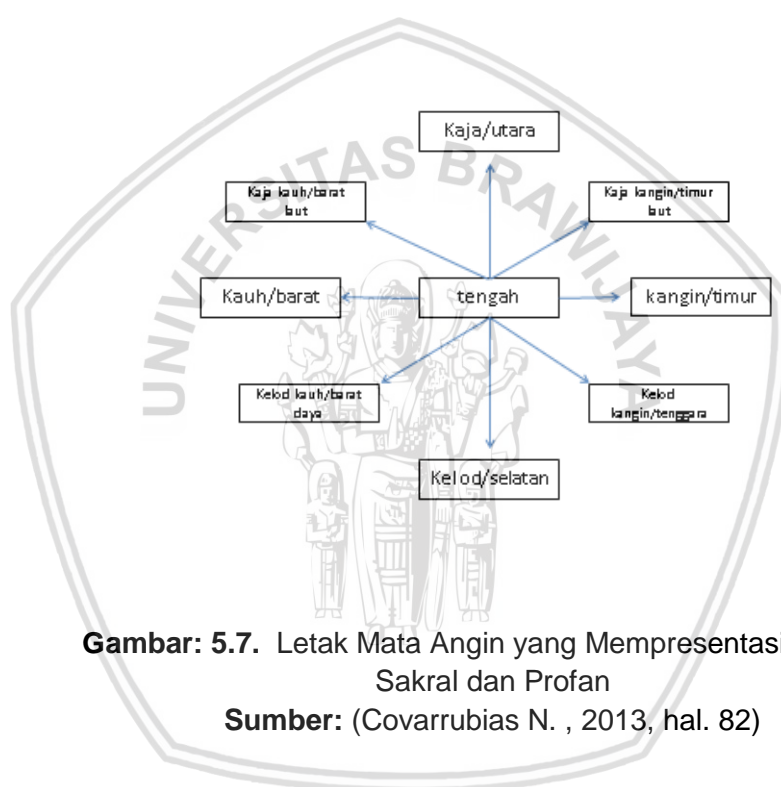 UNIVERSITAS BRAWIJAYA
Kaja/utara
Kaja kauh/barat
laut
Kaja kangin/timur
laut
Kauh/barat
tengah
kangin/timur
Kelod kauh/barat
daya
Kelod
kangin/tenggara
Kelod/selatan
Gambar: 5.7. Letak Mata Angin yang Mempresentasi
Sakral dan Profan
Sumber: (Covarrubias N. , 2013, hal. 82)